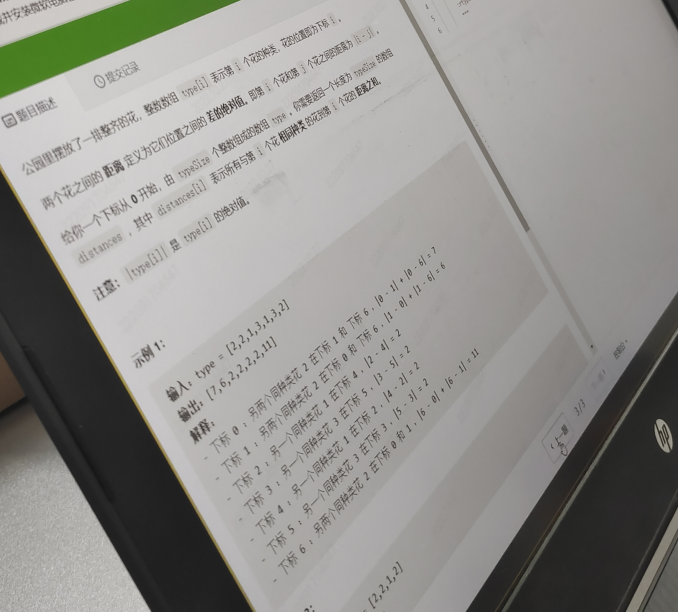 题目描述
提交记录
公园里摆放了一排整齐的花，整数数组 type[i] 表示第 i 个花的种类，花的位置即为下标 i。
两个花之间的 距离 定义为它们位置之间的 差的绝对值。即第 i 个花和第 j 个花之间的距离为 |i - j|。
给你一个下标从 0 开始，由 typeSize 个整数组成的数组 type，你需要返回一个长度为 typeSize 的数组
distances，其中 distances[i] 表示所有与第 i 个花 相同种类 的花到第 i 个花的 距离之和。
注意： |type[i]| 是 type[i] 的绝对值。
示例 1：
输入：type = [2,2,1,3,1,3,2]
输出：[7,6,2,2,2,2,11]
解释：
- 下标 0：另两个同种类花 2 在下标 1 和下标 6。|0 - 1| + |0 - 6| = 7
- 下标 1：另两个同种类花 2 在下标 0 和下标 6。|1 - 0| + |1 - 6| = 6
- 下标 2：另一个同种类花 1 在下标 4。|2 - 4| = 2
- 下标 3：另一个同种类花 3 在下标 5。|3 - 5| = 2
- 下标 4：另一个同种类花 1 在下标 2。|4 - 2| = 2
- 下标 5：另一个同种类花 3 在下标 3。|5 - 3| = 2
- 下标 6：另两个同种类花 2 在下标 0 和 1。|6 - 0| + |6 - 1| = 11
[2,2,1,2]
4
5
6
上一题
3/3
hp